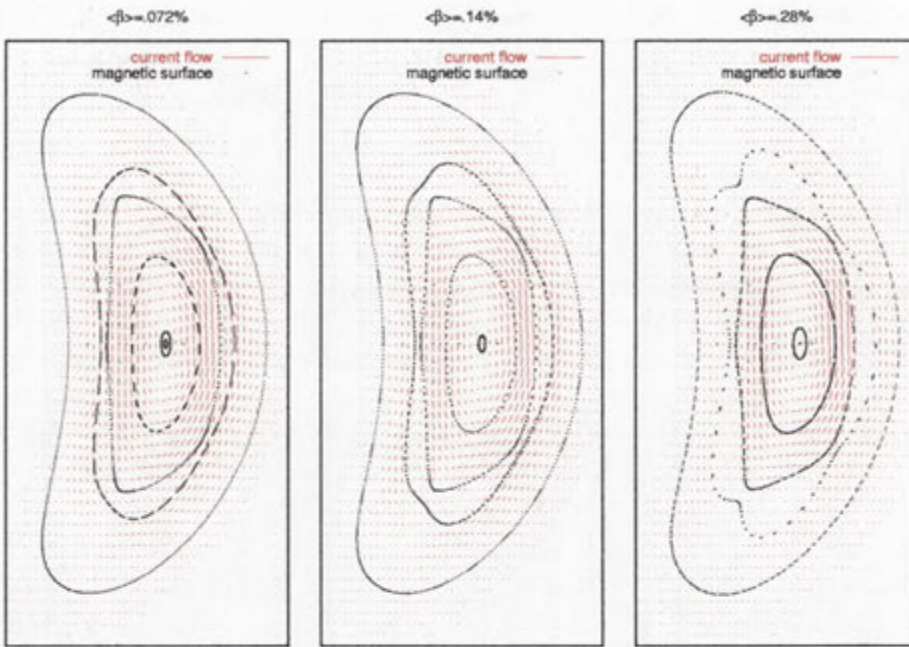 <β>=.072%
<β>=.14%
<β>=.28%
current flow
magnetic surface
current flow
magnetic surface
current flow
magnetic surface